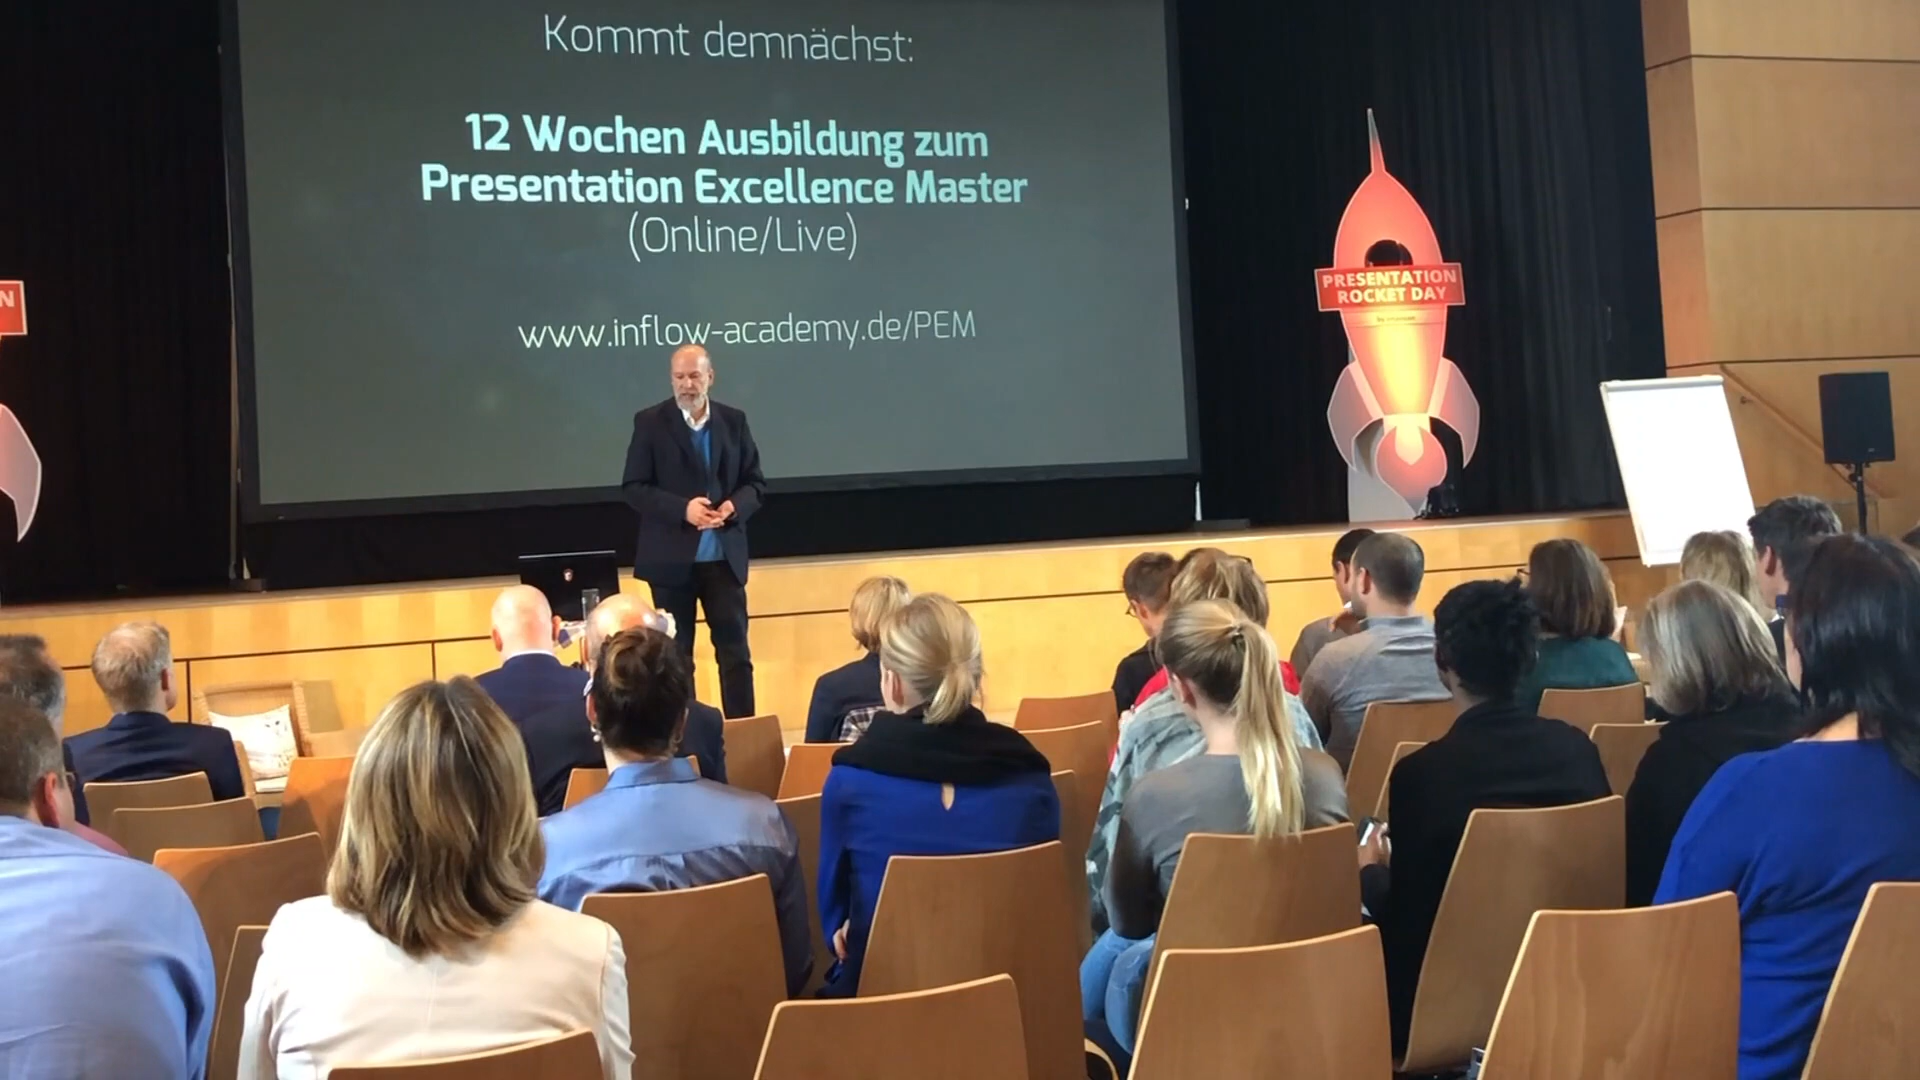 Kommt demnächst:
12 Wochen Ausbildung zum
Presentation Excellence Master
(Online/Live)
www.inflow-academy.de/PEM
PRESENTATION
ROCKET DAY
N